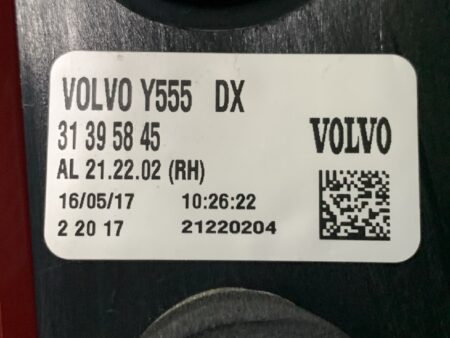 VOLVO Y555 DX
31 39 58 45
VOLVO
AL 21.22.02 (RH)
16/05/17 10:26:22
2 20 17 21220204